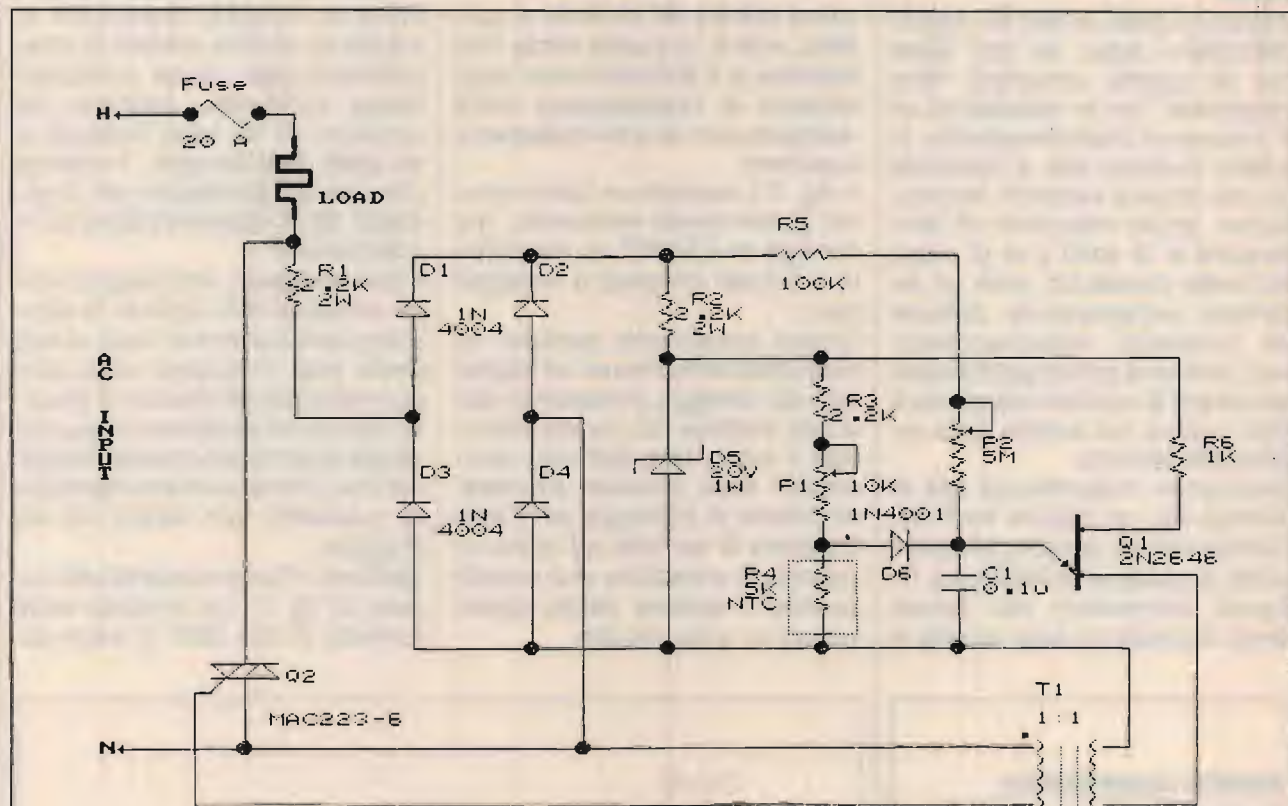 Fuse
H
20 A
LOAD
R1
2.2K
2W
D1
D2
1N
4004
R2
2.2K
2W
R5
100K
AC INPUT
R3
2.2K
D3
D4
1N
4004
D5
20V
1W
P1
10K
P2
5M
R6
1K
1N4001
D6
R4
5K
NTC
C1
0.1u
Q1
2N2646
Q2
MAC223-6
T1
1:1
N